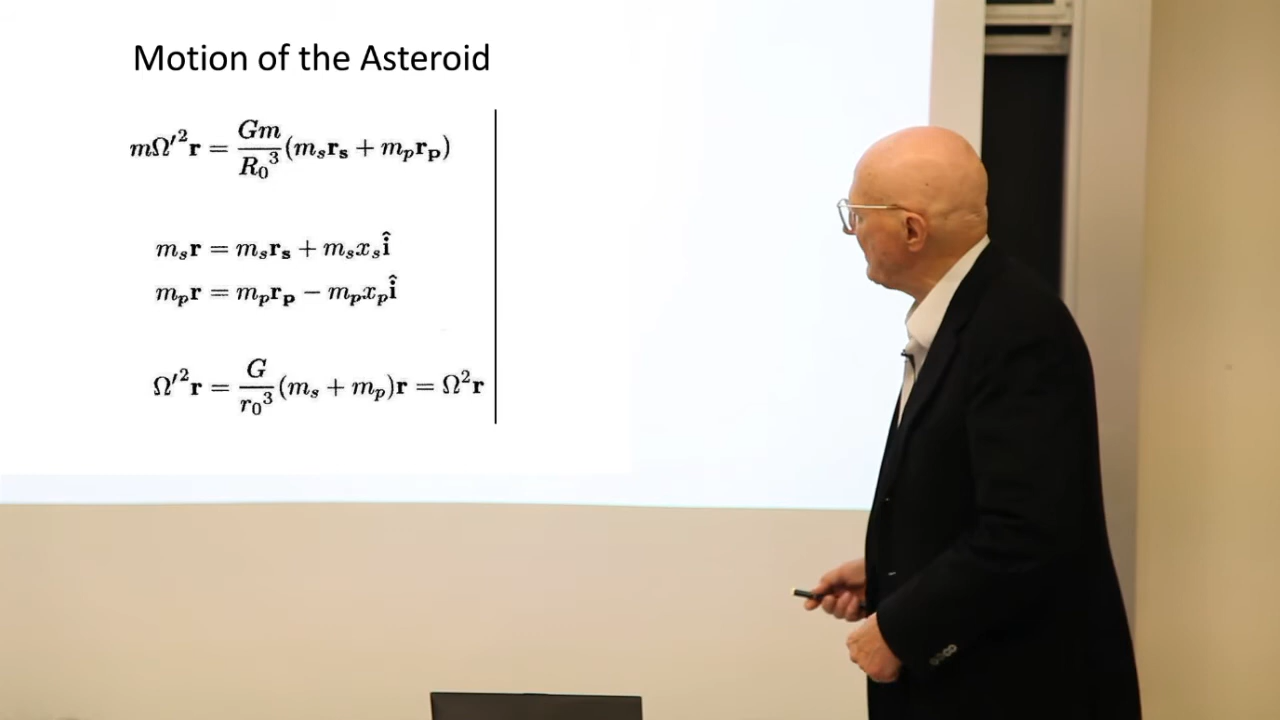 Motion of the Asteroid
mΩ′²𝐫 = Gm/R₀³ (mₛ𝐫ₛ + mₚ𝐫ₚ)
mₛ𝐫 = mₛ𝐫ₛ + mₛxₛî
mₚ𝐫 = mₚ𝐫ₚ − mₚxₚî
Ω′²𝐫 = G/r₀³ (mₛ + mₚ)𝐫 = Ω²𝐫